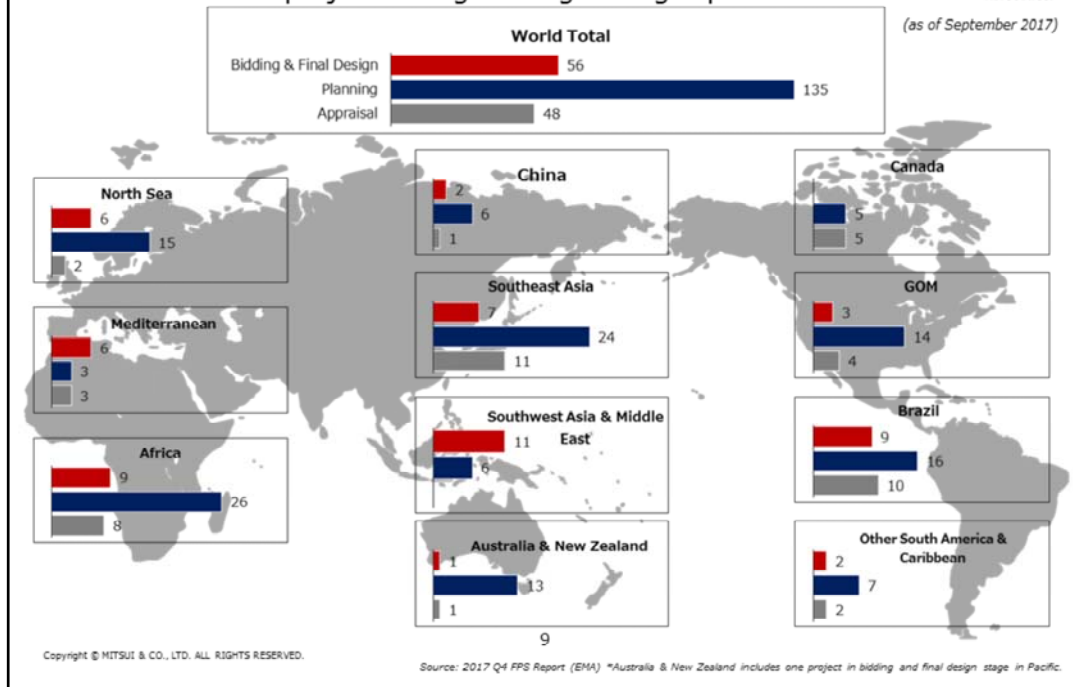 (as of September 2017)
World Total
Bidding & Final Design 56
Planning 135
Appraisal 48
North Sea
6
15
2
China
2
6
1
Canada
5
5
Mediterranean
6
3
3
Southeast Asia
7
24
11
GOM
3
14
4
Africa
9
26
8
Southwest Asia & Middle
East
11
6
Brazil
9
16
10
Australia & New Zealand
1
13
1
Other South America &
Caribbean
2
7
2
9
Copyright © MITSUI & CO., LTD. ALL RIGHTS RESERVED.
Source: 2017 Q4 FPS Report (EMA) *Australia & New Zealand includes one project in bidding and final design stage in Pacific.